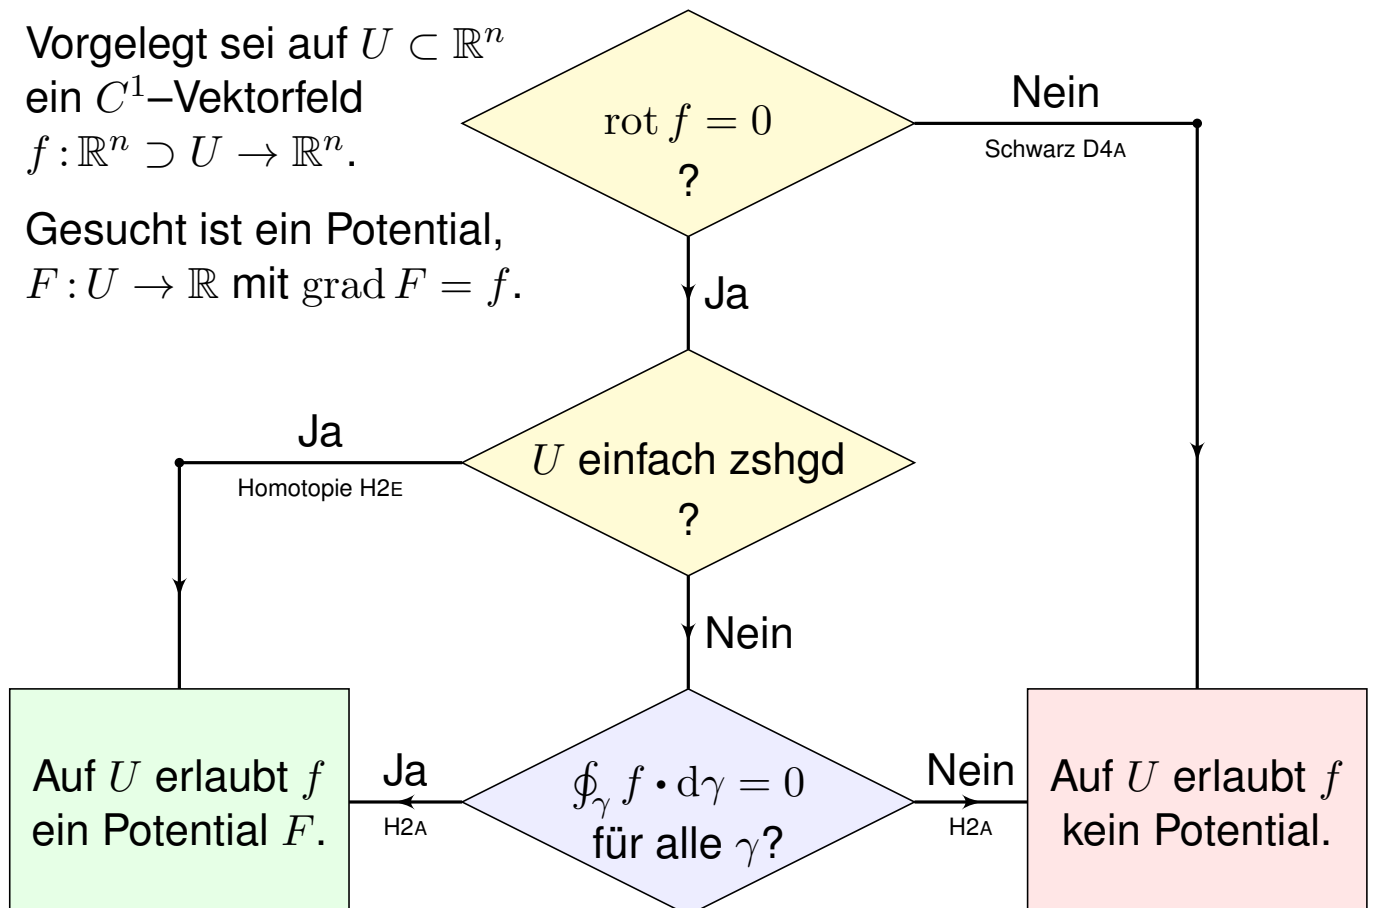 Vorgelegt sei auf U ⊂ ℝⁿ
ein C¹–Vektorfeld
f : ℝⁿ ⊃ U → ℝⁿ.
Gesucht ist ein Potential,
F : U → ℝ mit grad F = f.
rot f = 0
?
Nein
Schwarz D4A
Ja
U einfach zshgd
?
Ja
Homotopie H2E
Nein
∮γ f • dγ = 0
für alle γ?
Ja
H2A
Nein
H2A
Auf U erlaubt f
ein Potential F.
Auf U erlaubt f
kein Potential.